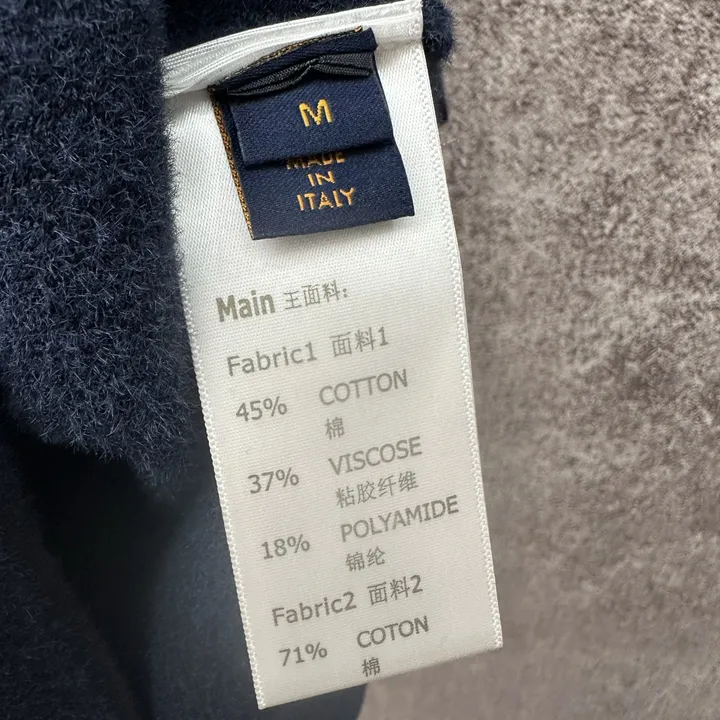 M
MADE
IN
ITALY
Main 王面料:
Fabric1 面料1
45% COTTON
棉
37% VISCOSE
粘胶纤维
18% POLYAMIDE
锦纶
Fabric2 面料2
71% COTON
棉